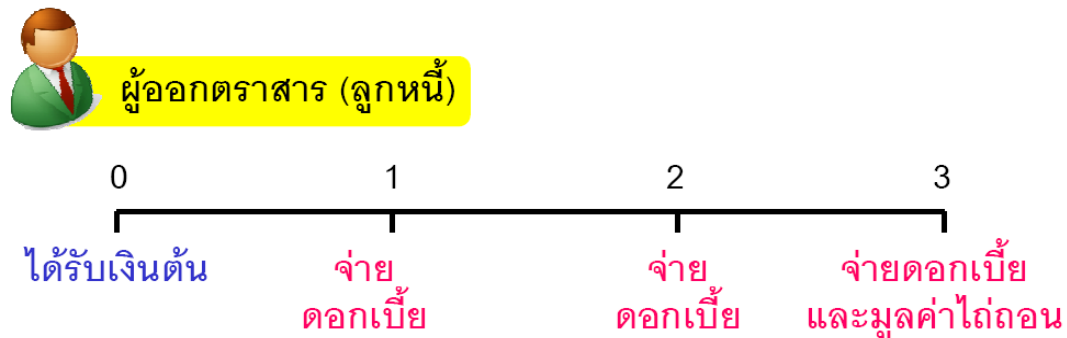 ผู้ออกตราสาร (ลูกหนี้)
0 1 2 3
ได้รับเงินต้น จ่าย จ่าย จ่ายดอกเบี้ย
ดอกเบี้ย ดอกเบี้ย และมูลค่าไถ่ถอน